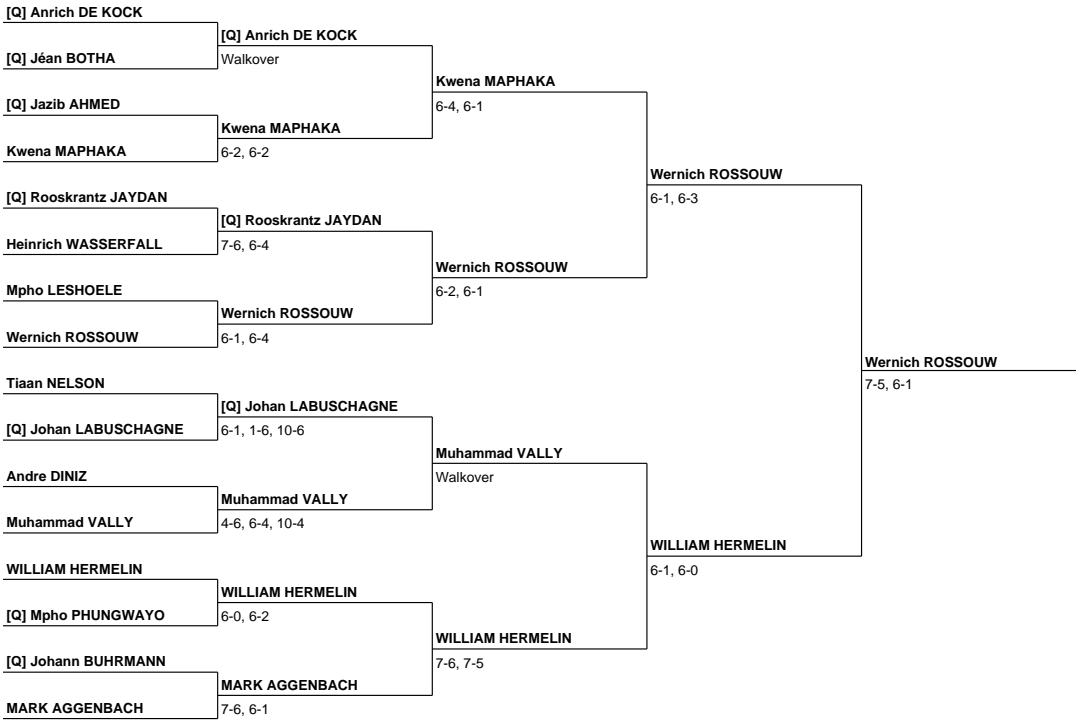 [Q] Anrich DE KOCK
[Q] Jéan BOTHA
[Q] Jazib AHMED
Kwena MAPHAKA
[Q] Rooskrantz JAYDAN
Heinrich WASSERFALL
Mpho LESHOELE
Wernich ROSSOUW
Tiaan NELSON
[Q] Johan LABUSCHAGNE
Andre DINIZ
Muhammad VALLY
WILLIAM HERMELIN
[Q] Mpho PHUNGWAYO
[Q] Johann BUHRMANN
MARK AGGENBACH
[Q] Anrich DE KOCK
Walkover
Kwena MAPHAKA
6-2, 6-2
[Q] Rooskrantz JAYDAN
7-6, 6-4
Wernich ROSSOUW
6-1, 6-4
[Q] Johan LABUSCHAGNE
6-1, 1-6, 10-6
Muhammad VALLY
4-6, 6-4, 10-4
WILLIAM HERMELIN
6-0, 6-2
MARK AGGENBACH
7-6, 6-1
Kwena MAPHAKA
6-4, 6-1
Wernich ROSSOUW
6-2, 6-1
Muhammad VALLY
Walkover
WILLIAM HERMELIN
7-6, 7-5
Wernich ROSSOUW
6-1, 6-3
WILLIAM HERMELIN
6-1, 6-0
Wernich ROSSOUW
7-5, 6-1